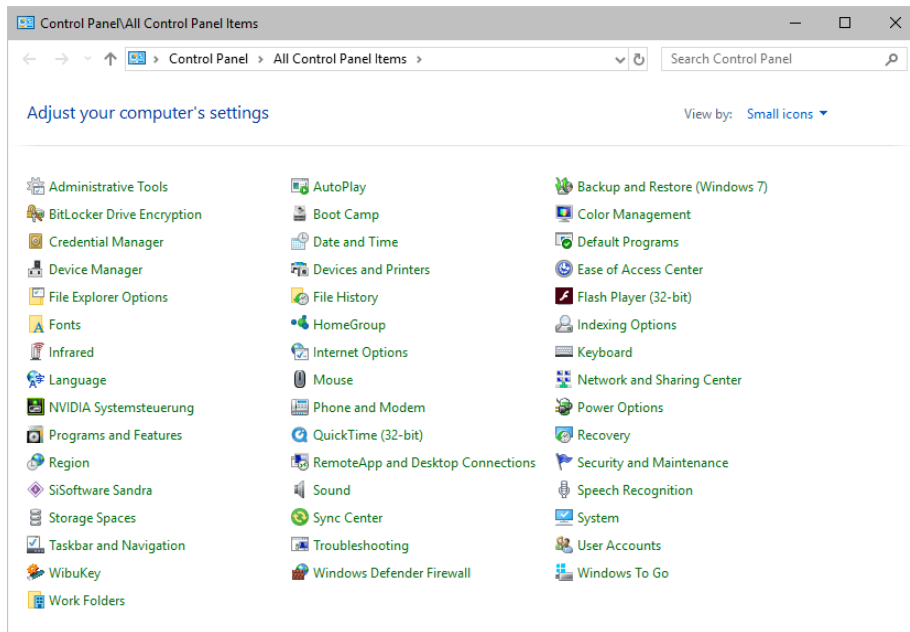 Control Panel\All Control Panel Items
Control Panel > All Control Panel Items >
Search Control Panel
Adjust your computer's settings
View by: Small icons
Administrative Tools
AutoPlay
Backup and Restore (Windows 7)
BitLocker Drive Encryption
Boot Camp
Color Management
Credential Manager
Date and Time
Default Programs
Device Manager
Devices and Printers
Ease of Access Center
File Explorer Options
File History
Flash Player (32-bit)
Fonts
HomeGroup
Indexing Options
Infrared
Internet Options
Keyboard
Language
Mouse
Network and Sharing Center
NVIDIA Systemsteuerung
Phone and Modem
Power Options
Programs and Features
QuickTime (32-bit)
Recovery
Region
RemoteApp and Desktop Connections
Security and Maintenance
SiSoftware Sandra
Sound
Speech Recognition
Storage Spaces
Sync Center
System
Taskbar and Navigation
Troubleshooting
User Accounts
WibuKey
Windows Defender Firewall
Windows To Go
Work Folders